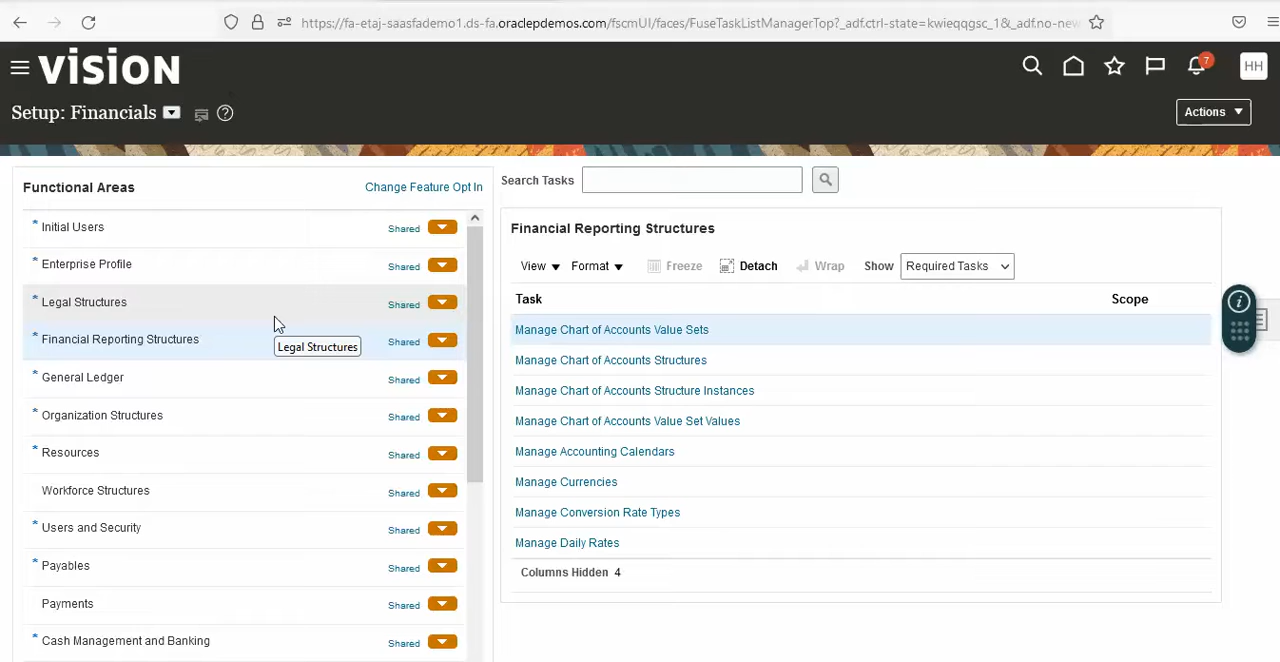 https://fa-etaj-saasfademo1.ds-fa.oraclepdemos.com/fscmUI/faces/FuseTaskListManagerTop?_adf.ctrl-state=kwieqqgsc_1&_adf.no-new
VISION
7
HH
Setup: Financials
Actions
Functional Areas
Change Feature Opt In
* Initial Users Shared
* Enterprise Profile Shared
* Legal Structures Shared
* Financial Reporting Structures Shared
Legal Structures
* General Ledger Shared
* Organization Structures Shared
* Resources Shared
Workforce Structures Shared
* Users and Security Shared
* Payables Shared
Payments Shared
* Cash Management and Banking Shared
Search Tasks
Financial Reporting Structures
View Format Freeze Detach Wrap Show Required Tasks
Task Scope
Manage Chart of Accounts Value Sets
Manage Chart of Accounts Structures
Manage Chart of Accounts Structure Instances
Manage Chart of Accounts Value Set Values
Manage Accounting Calendars
Manage Currencies
Manage Conversion Rate Types
Manage Daily Rates
Columns Hidden 4